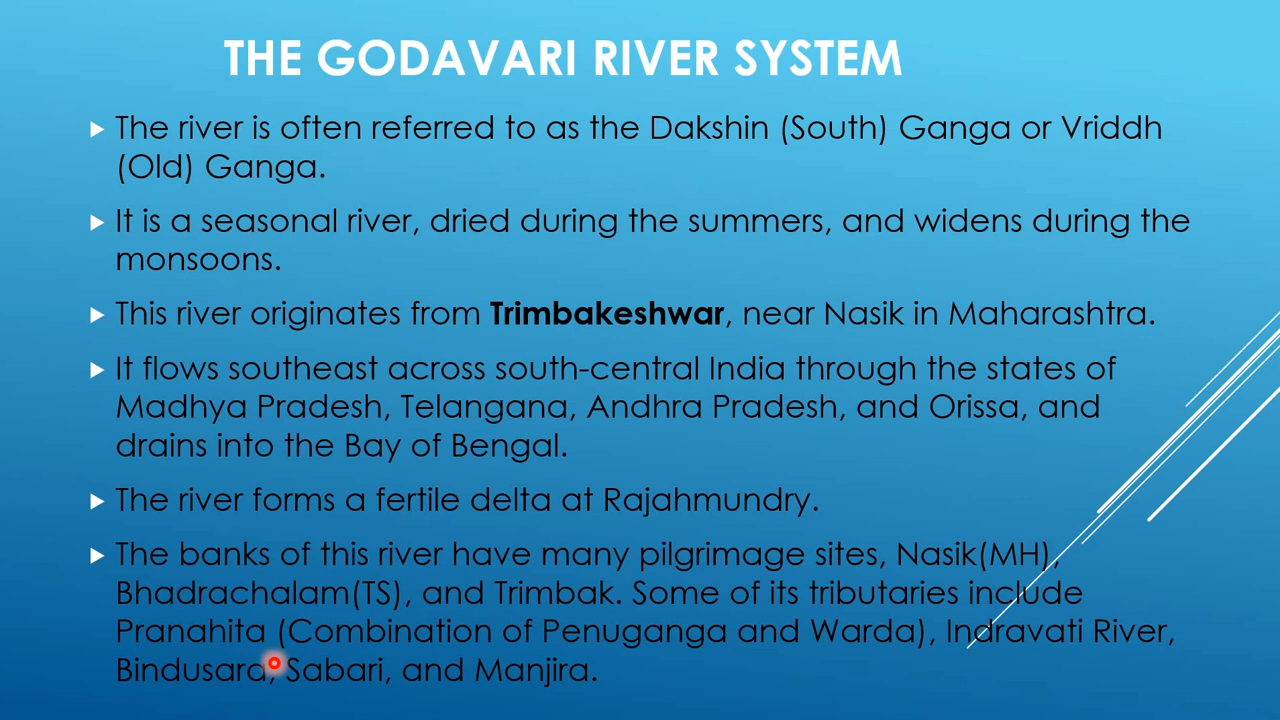 THE GODAVARI RIVER SYSTEM
The river is often referred to as the Dakshin (South) Ganga or Vriddh
(Old) Ganga.
It is a seasonal river, dried during the summers, and widens during the
monsoons.
This river originates from Trimbakeshwar, near Nasik in Maharashtra.
It flows southeast across south-central India through the states of
Madhya Pradesh, Telangana, Andhra Pradesh, and Orissa, and
drains into the Bay of Bengal.
The river forms a fertile delta at Rajahmundry.
The banks of this river have many pilgrimage sites, Nasik(MH),
Bhadrachalam(TS), and Trimbak. Some of its tributaries include
Pranahita (Combination of Penuganga and Warda), Indravati River,
Bindusara, Sabari, and Manjira.